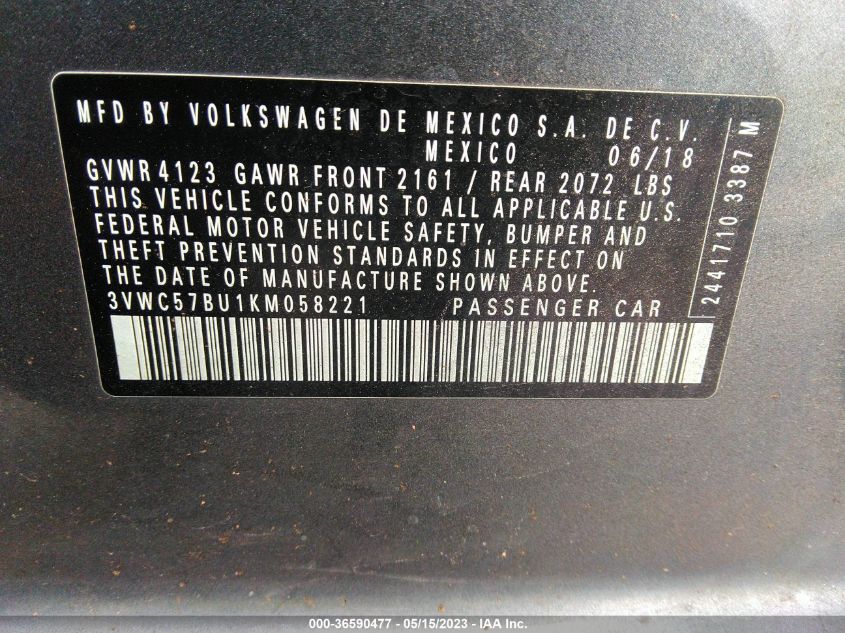 MFD BY VOLKSWAGEN DE MEXICO S.A. DE C.V.
MEXICO 06/18
GVWR 4123 GAWR FRONT 2161 / REAR 2072 LBS
THIS VEHICLE CONFORMS TO ALL APPLICABLE U.S.
FEDERAL MOTOR VEHICLE SAFETY, BUMPER AND
THEFT PREVENTION STANDARDS IN EFFECT ON
THE DATE OF MANUFACTURE SHOWN ABOVE.
3VWC57BU1KM058221 PASSENGER CAR
2441710 3387 M
000-36590477 - 05/15/2023 - IAA Inc.